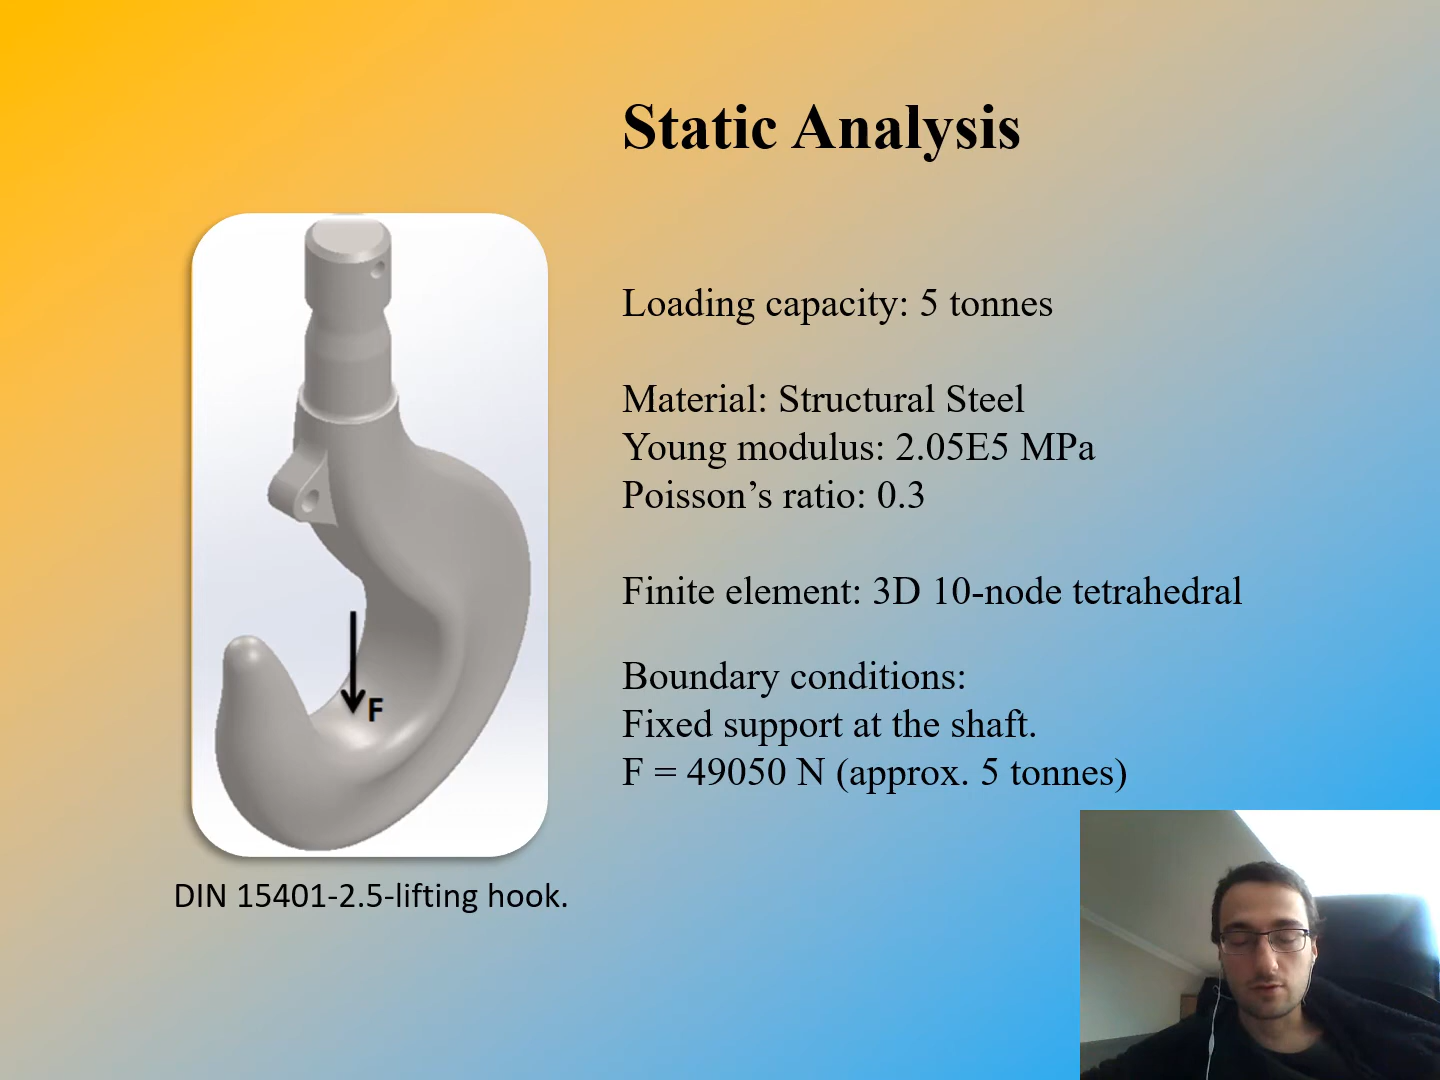 Static Analysis
Loading capacity: 5 tonnes
Material: Structural Steel
Young modulus: 2.05E5 MPa
Poisson’s ratio: 0.3
Finite element: 3D 10-node tetrahedral
Boundary conditions:
Fixed support at the shaft.
F = 49050 N (approx. 5 tonnes)
F
DIN 15401-2.5-lifting hook.